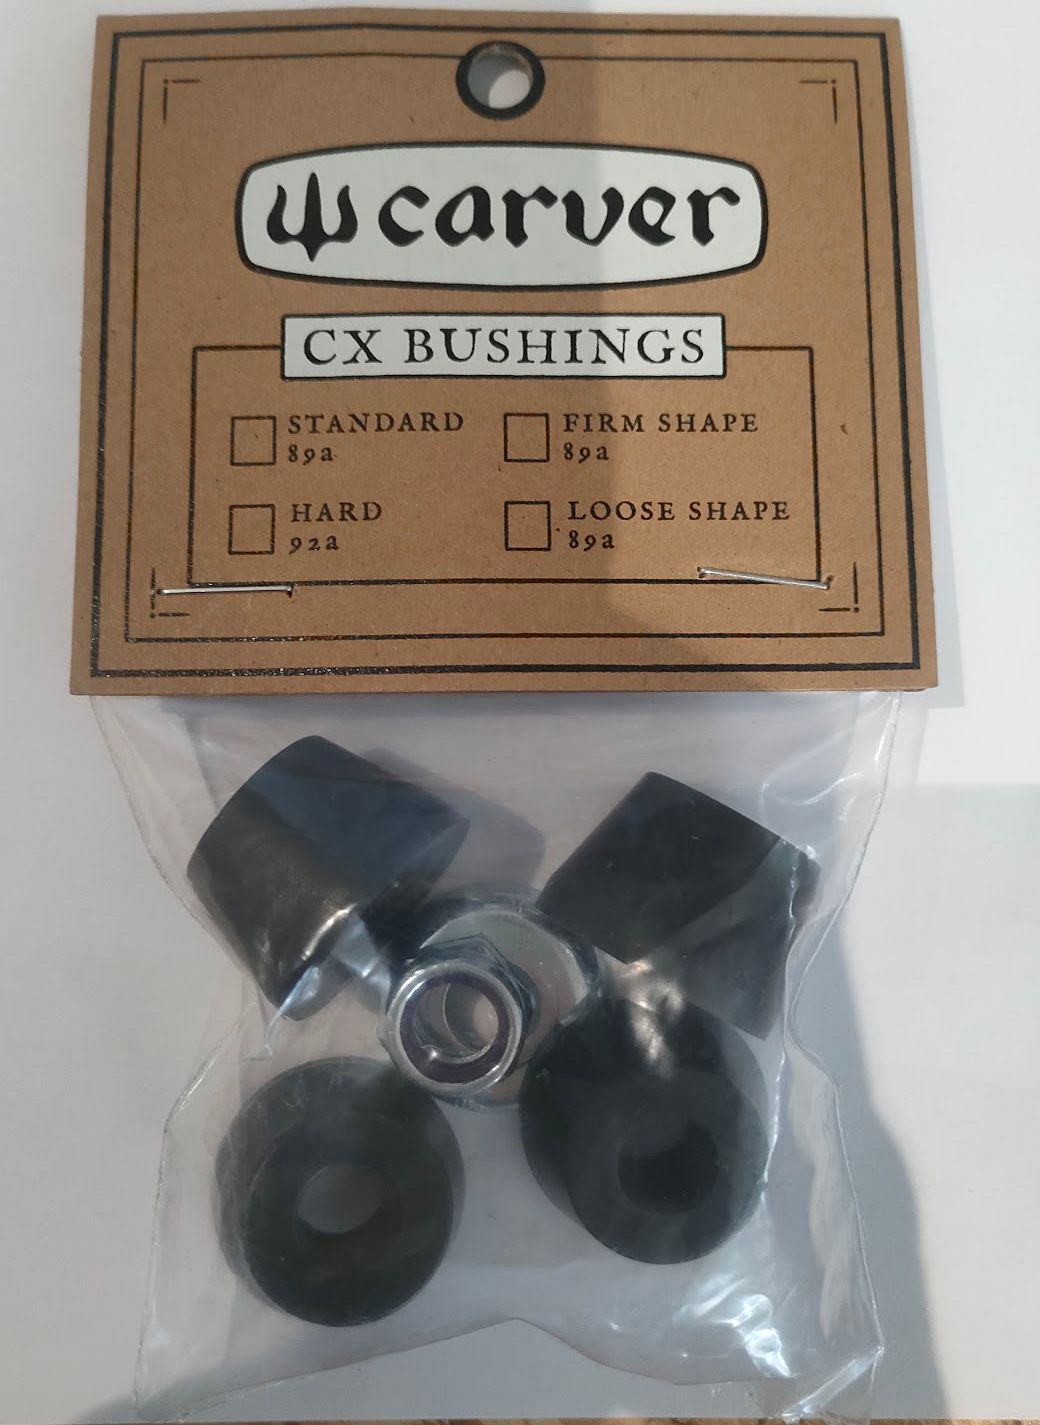 carver
CX BUSHINGS
STANDARD
89a
FIRM SHAPE
89a
HARD
92a
LOOSE SHAPE
89a